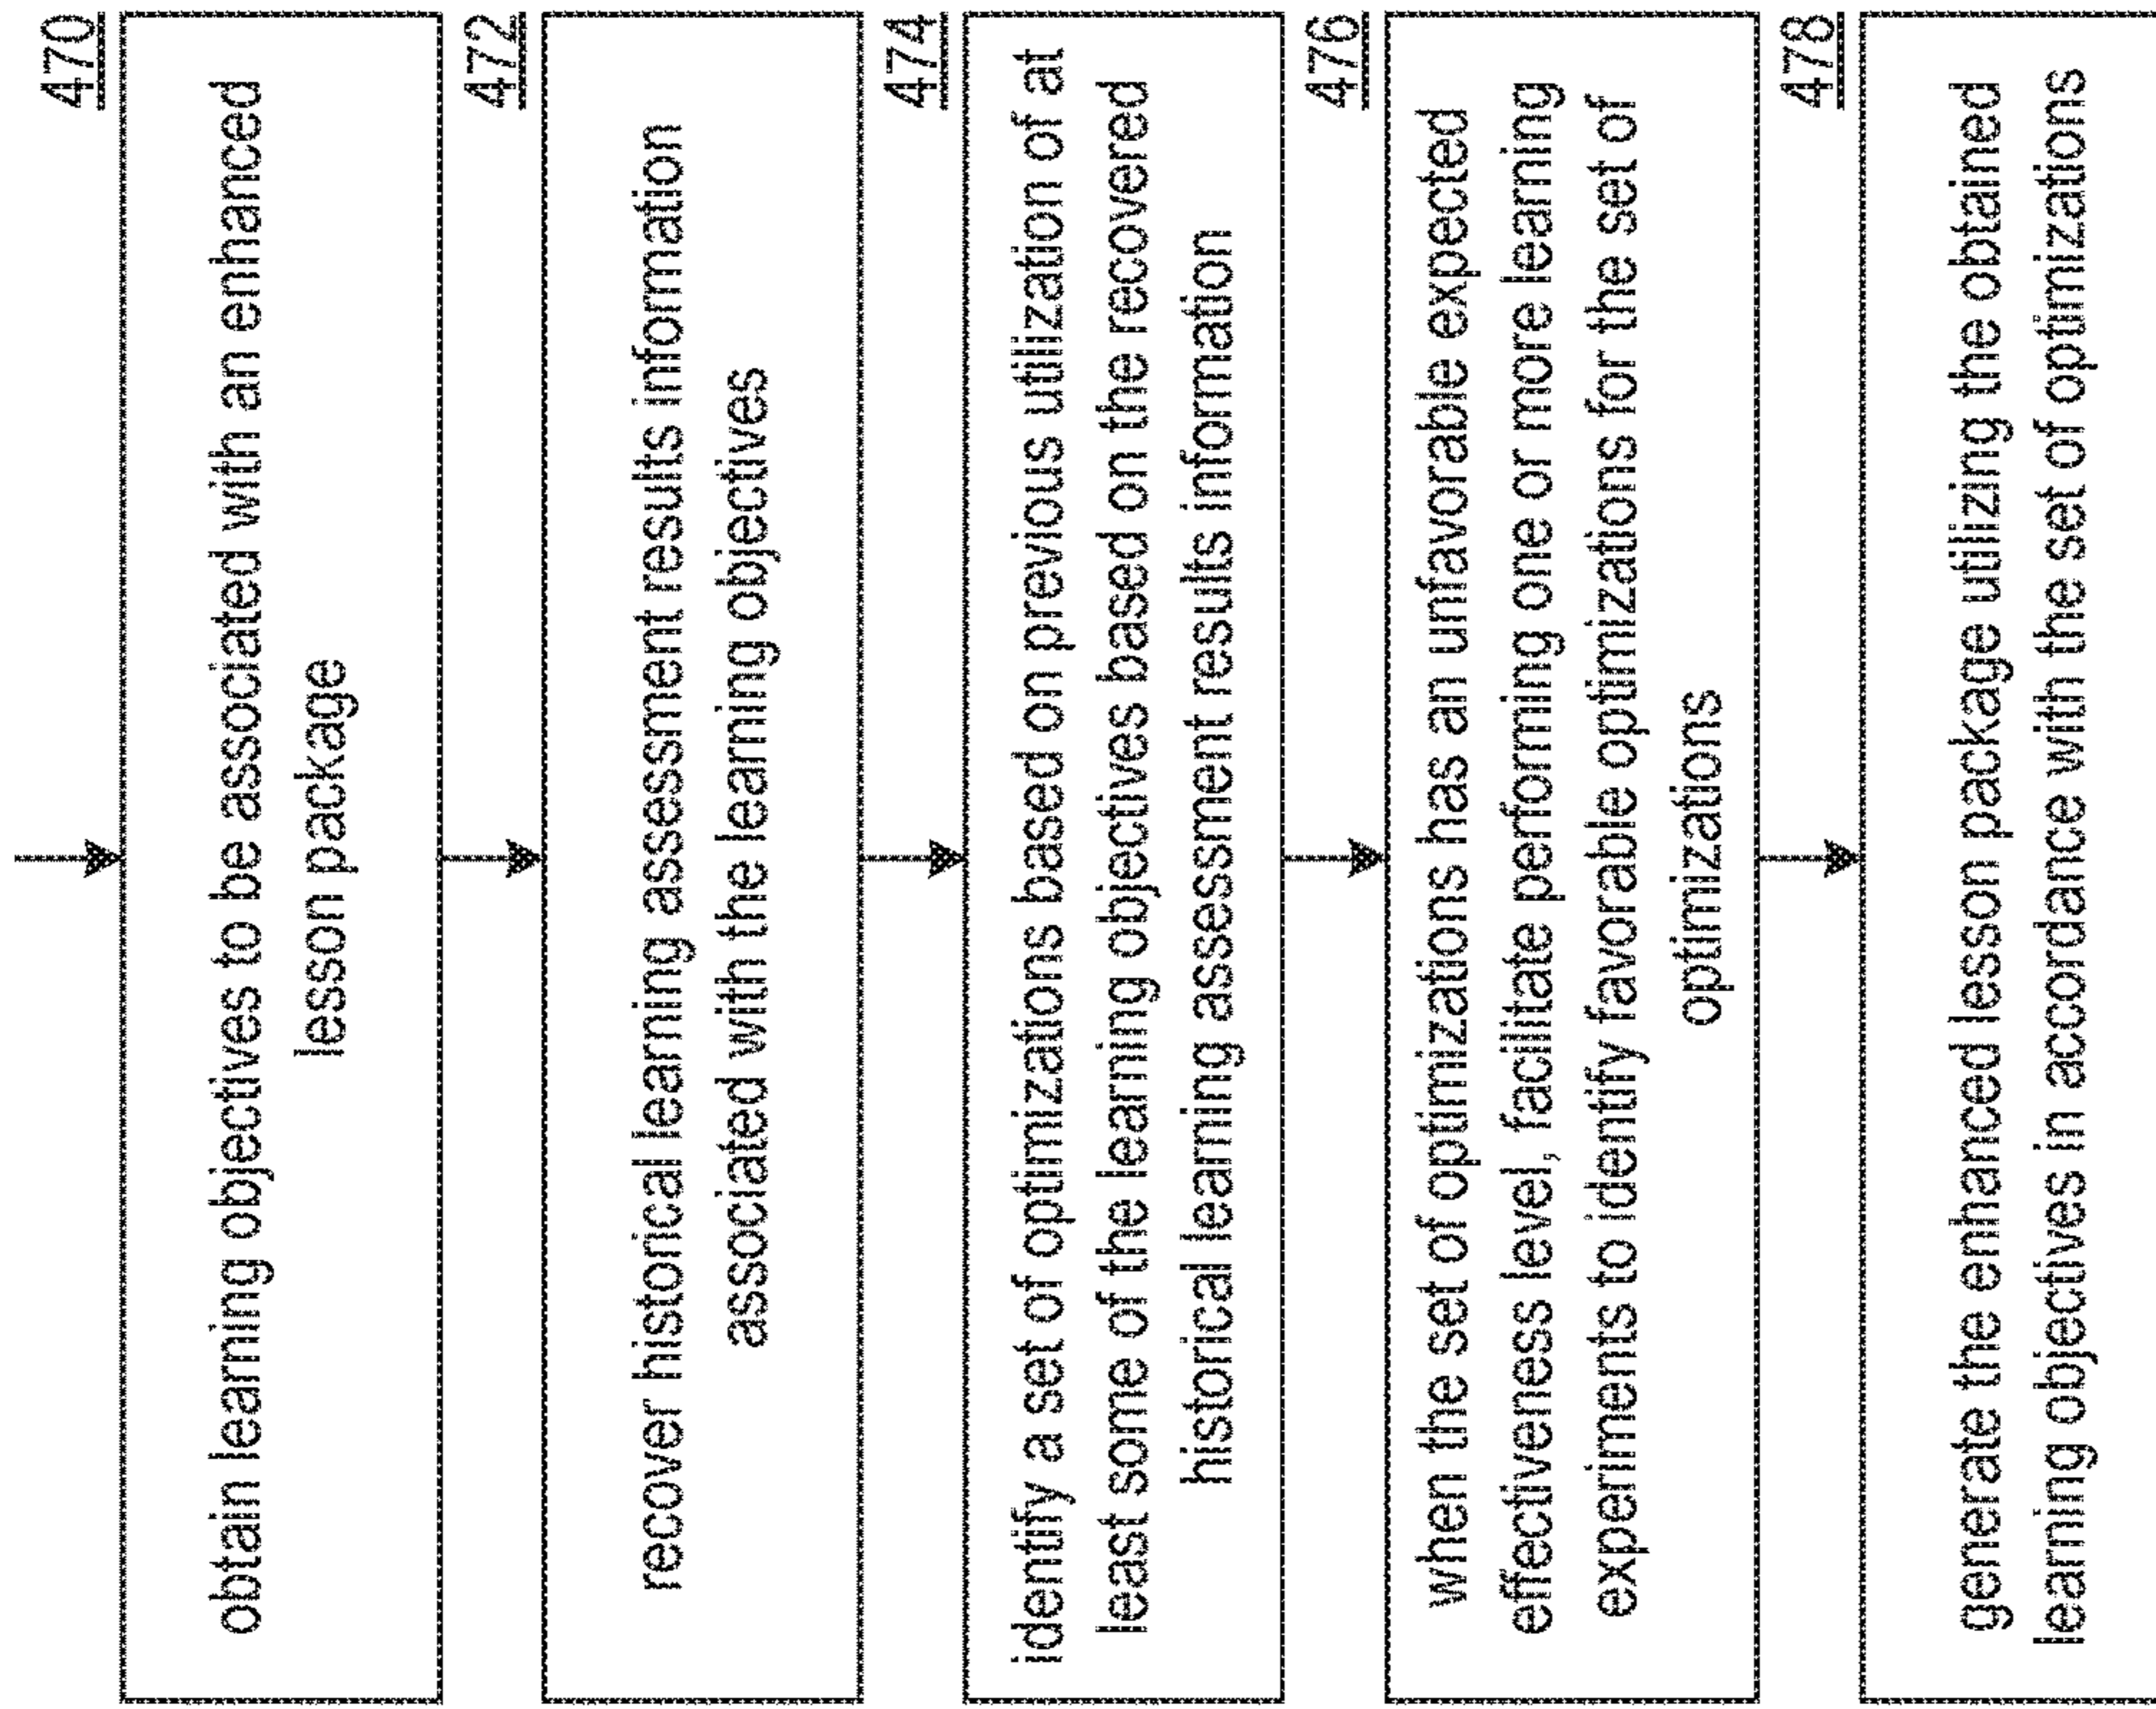 470
obtain learning objectives to be associated with an enhanced
lesson package
472
recover historical learning assessment results information
associated with the learning objectives
474
identify a set of optimizations based on previous utilization of at
least some of the learning objectives based on the recovered
historical learning assessment results information
476
when the set of optimizations has an unfavorable expected
effectiveness level, facilitate performing one or more learning
experiments to identify favorable optimizations for the set of
optimizations
478
generate the enhanced lesson package utilizing the obtained
learning objectives in accordance with the set of optimizations